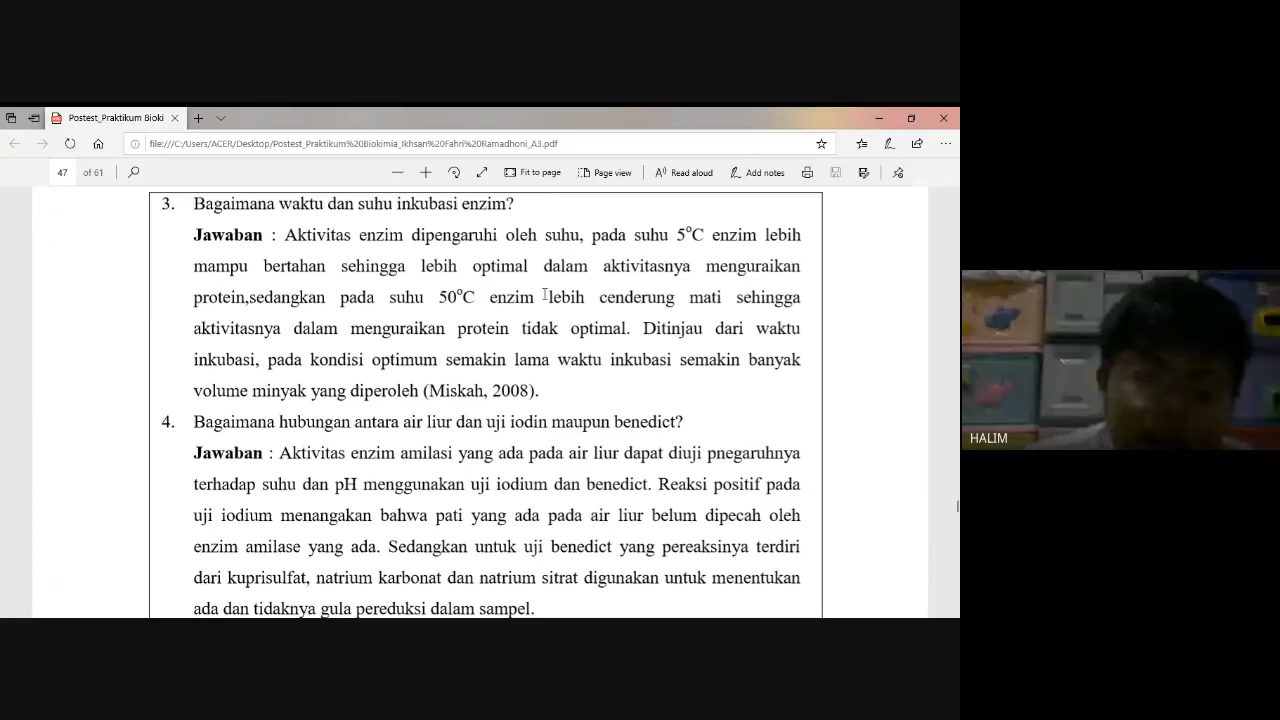 Postest_Praktikum Bioki
file:///C:/Users/ACER/Desktop/Postest_Praktikum%20Biokimia_Ikhsan%20Fahri%20Ramadhoni_A3.pdf
47 of 61
Fit to page
Page view
Read aloud
Add notes
3. Bagaimana waktu dan suhu inkubasi enzim?
Jawaban : Aktivitas enzim dipengaruhi oleh suhu, pada suhu 5°C enzim lebih
mampu bertahan sehingga lebih optimal dalam aktivitasnya menguraikan
protein,sedangkan pada suhu 50°C enzim lebih cenderung mati sehingga
aktivitasnya dalam menguraikan protein tidak optimal. Ditinjau dari waktu
inkubasi, pada kondisi optimum semakin lama waktu inkubasi semakin banyak
volume minyak yang diperoleh (Miskah, 2008).
4. Bagaimana hubungan antara air liur dan uji iodin maupun benedict?
Jawaban : Aktivitas enzim amilasi yang ada pada air liur dapat diuji pnegaruhnya
terhadap suhu dan pH menggunakan uji iodium dan benedict. Reaksi positif pada
uji iodium menangakan bahwa pati yang ada pada air liur belum dipecah oleh
enzim amilase yang ada. Sedangkan untuk uji benedict yang pereaksinya terdiri
dari kuprisulfat, natrium karbonat dan natrium sitrat digunakan untuk menentukan
ada dan tidaknya gula pereduksi dalam sampel.
HALIM